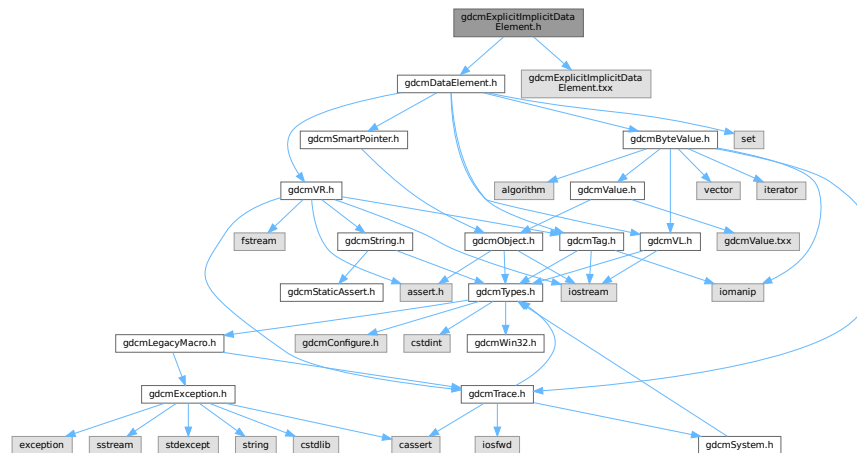 gdcmExplicitImplicitData
Element.h
gdcmDataElement.h
gdcmExplicitImplicitData
Element.txx
gdcmSmartPointer.h
gdcmByteValue.h
set
gdcmVR.h
algorithm
gdcmValue.h
vector
iterator
fstream
gdcmString.h
gdcmObject.h
gdcmTag.h
gdcmVL.h
gdcmValue.txx
gdcmStaticAssert.h
assert.h
gdcmTypes.h
iostream
iomanip
gdcmLegacyMacro.h
gdcmConfigure.h
cstdint
gdcmWin32.h
gdcmException.h
gdcmTrace.h
exception
sstream
stdexcept
string
cstdlib
cassert
iosfwd
gdcmSystem.h